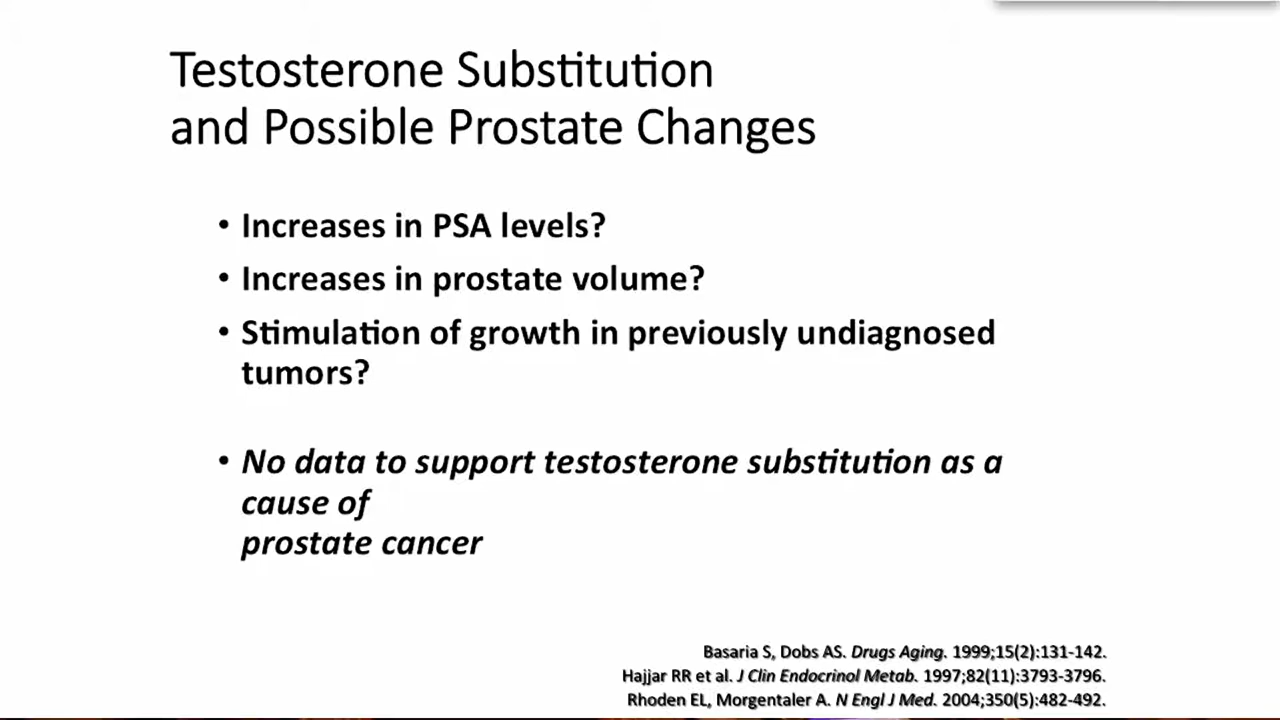 Testosterone Substitution
and Possible Prostate Changes
• Increases in PSA levels?
• Increases in prostate volume?
• Stimulation of growth in previously undiagnosed
tumors?
• No data to support testosterone substitution as a
cause of
prostate cancer
Basaria S, Dobs AS. Drugs Aging. 1999;15(2):131-142.
Hajjar RR et al. J Clin Endocrinol Metab. 1997;82(11):3793-3796.
Rhoden EL, Morgentaler A. N Engl J Med. 2004;350(5):482-492.